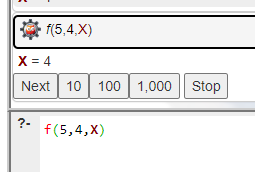 f(5,4,X)
X = 4
Next 10 100 1,000 Stop
?- f(5,4,X)